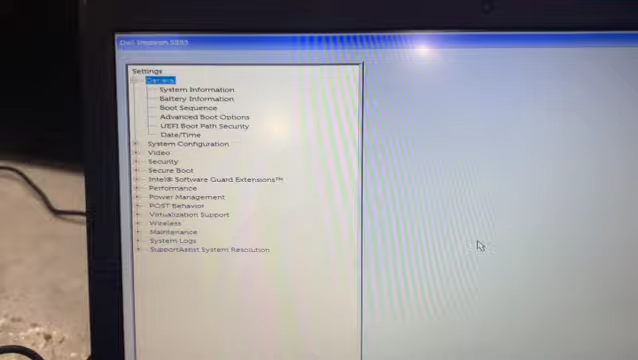 Dell Inspiron 5593
Settings
General
System Information
Battery Information
Boot Sequence
Advanced Boot Options
UEFI Boot Path Security
Date/Time
System Configuration
Video
Security
Secure Boot
Intel® Software Guard Extensions™
Performance
Power Management
POST Behavior
Virtualization Support
Wireless
Maintenance
System Logs
SupportAssist System Resolution